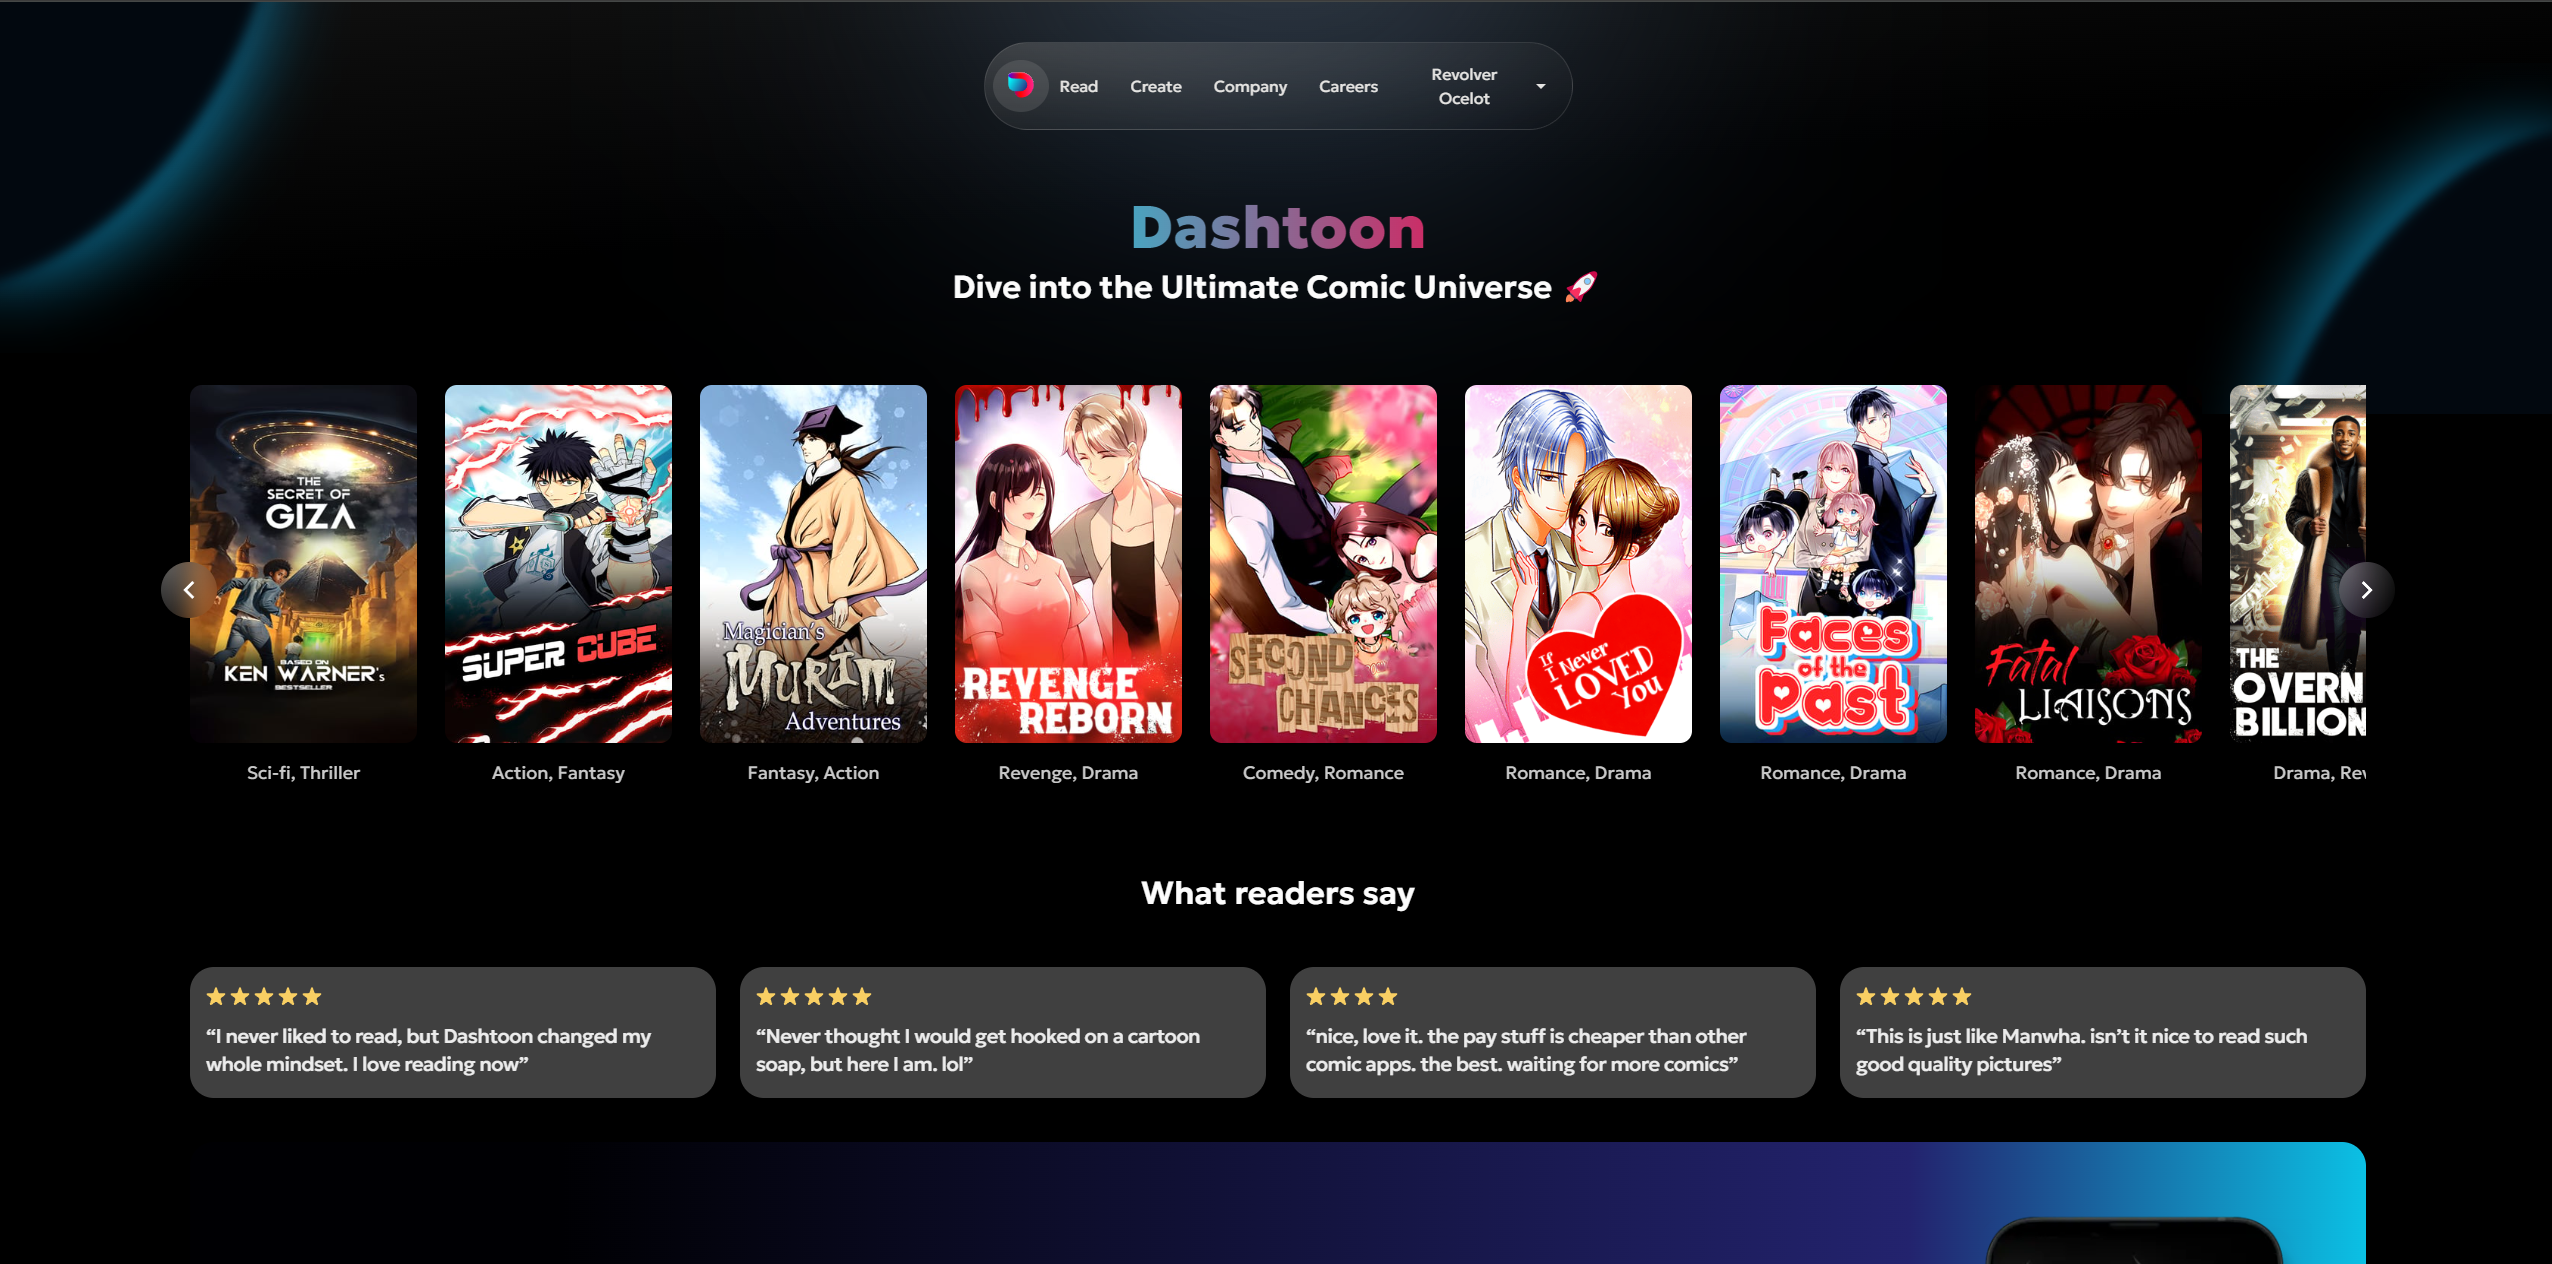 Read
Create
Company
Careers
Revolver
Ocelot
Dashtoon
Dive into the Ultimate Comic Universe 🚀
THE
SECRET OF
GIZA
BASED ON
KEN WARNER's
BESTSELLER
Sci-fi, Thriller
SUPER CUBE
Action, Fantasy
Magician's
MURIM
Adventures
Fantasy, Action
REVENGE
REBORN
Revenge, Drama
SECOND
CHANCES
Comedy, Romance
If
I Never
LOVED
You
Romance, Drama
Faces
of the
Past
Romance, Drama
Fatal
LIAISONS
Romance, Drama
THE
OVERN
BILLION
Drama, Rev
What readers say
“I never liked to read, but Dashtoon changed my
whole mindset. I love reading now”
“Never thought I would get hooked on a cartoon
soap, but here I am. lol”
“nice, love it. the pay stuff is cheaper than other
comic apps. the best. waiting for more comics”
“This is just like Manwha. isn’t it nice to read such
good quality pictures”